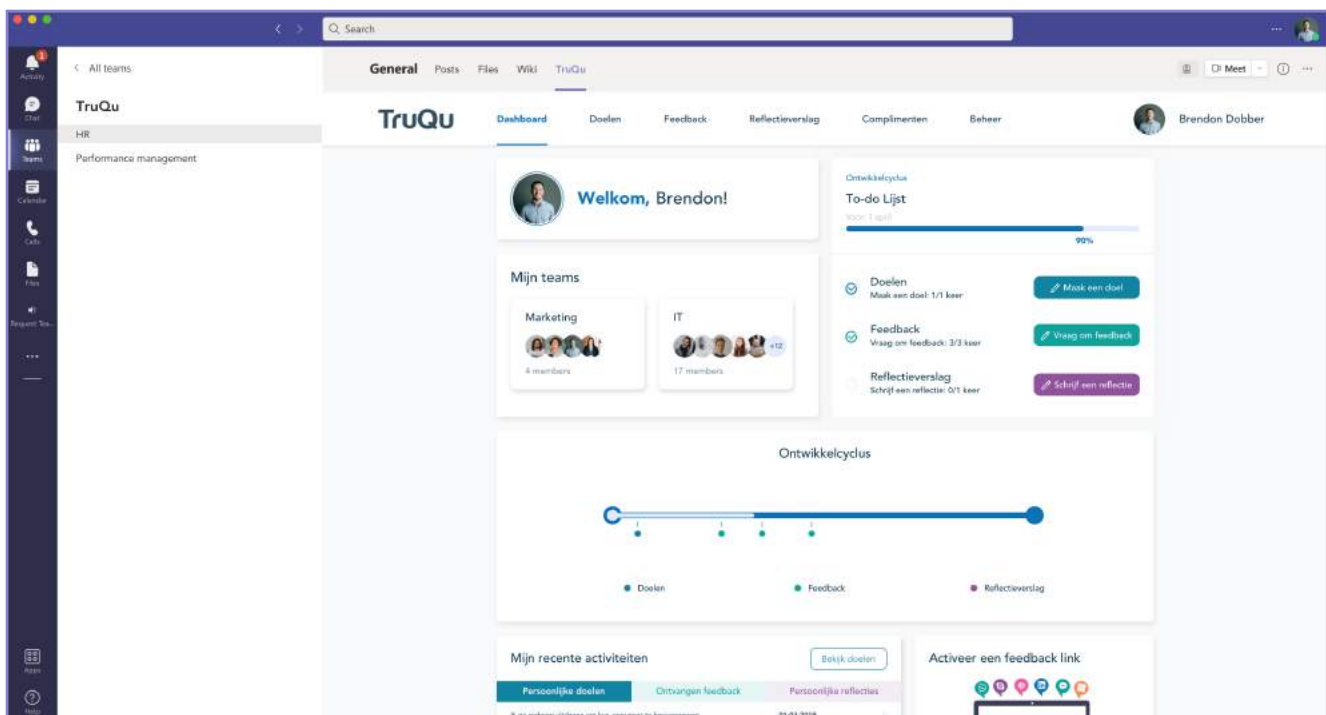 Search
1
Activity
Chat
Teams
Calendar
Calls
Files
Apps
Help
All teams
TruQu
HR
Performance management
General Posts Files Wiki TruQu
Meet
TruQu Dashboard Doelen Feedback Reflectieverslag Complimenten Beheer Brendon Dobber
Welkom, Brendon!
Ontwikkelcyclus
To-do Lijst
Voor: 1 april
90%
Mijn teams
Marketing
4 members
IT
+12
17 members
Doelen
Maak een doel: 1/1 keer
Maak een doel
Feedback
Vraag om feedback: 3/3 keer
Vraag om feedback
Reflectieverslag
Schrijf een reflectie: 0/1 keer
Schrijf een reflectie
Ontwikkelcyclus
Doelen Feedback Reflectieverslag
Mijn recente activiteiten
Bekijk doelen
Persoonlijke doelen Ontvangen feedback Persoonlijke reflecties
Activeer een feedback link